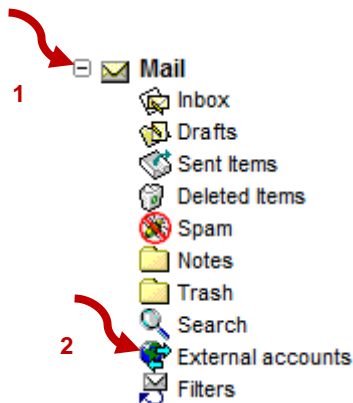 Mail
1
Inbox
Drafts
Sent Items
Deleted Items
Spam
Notes
Trash
Search
2
External accounts
Filters